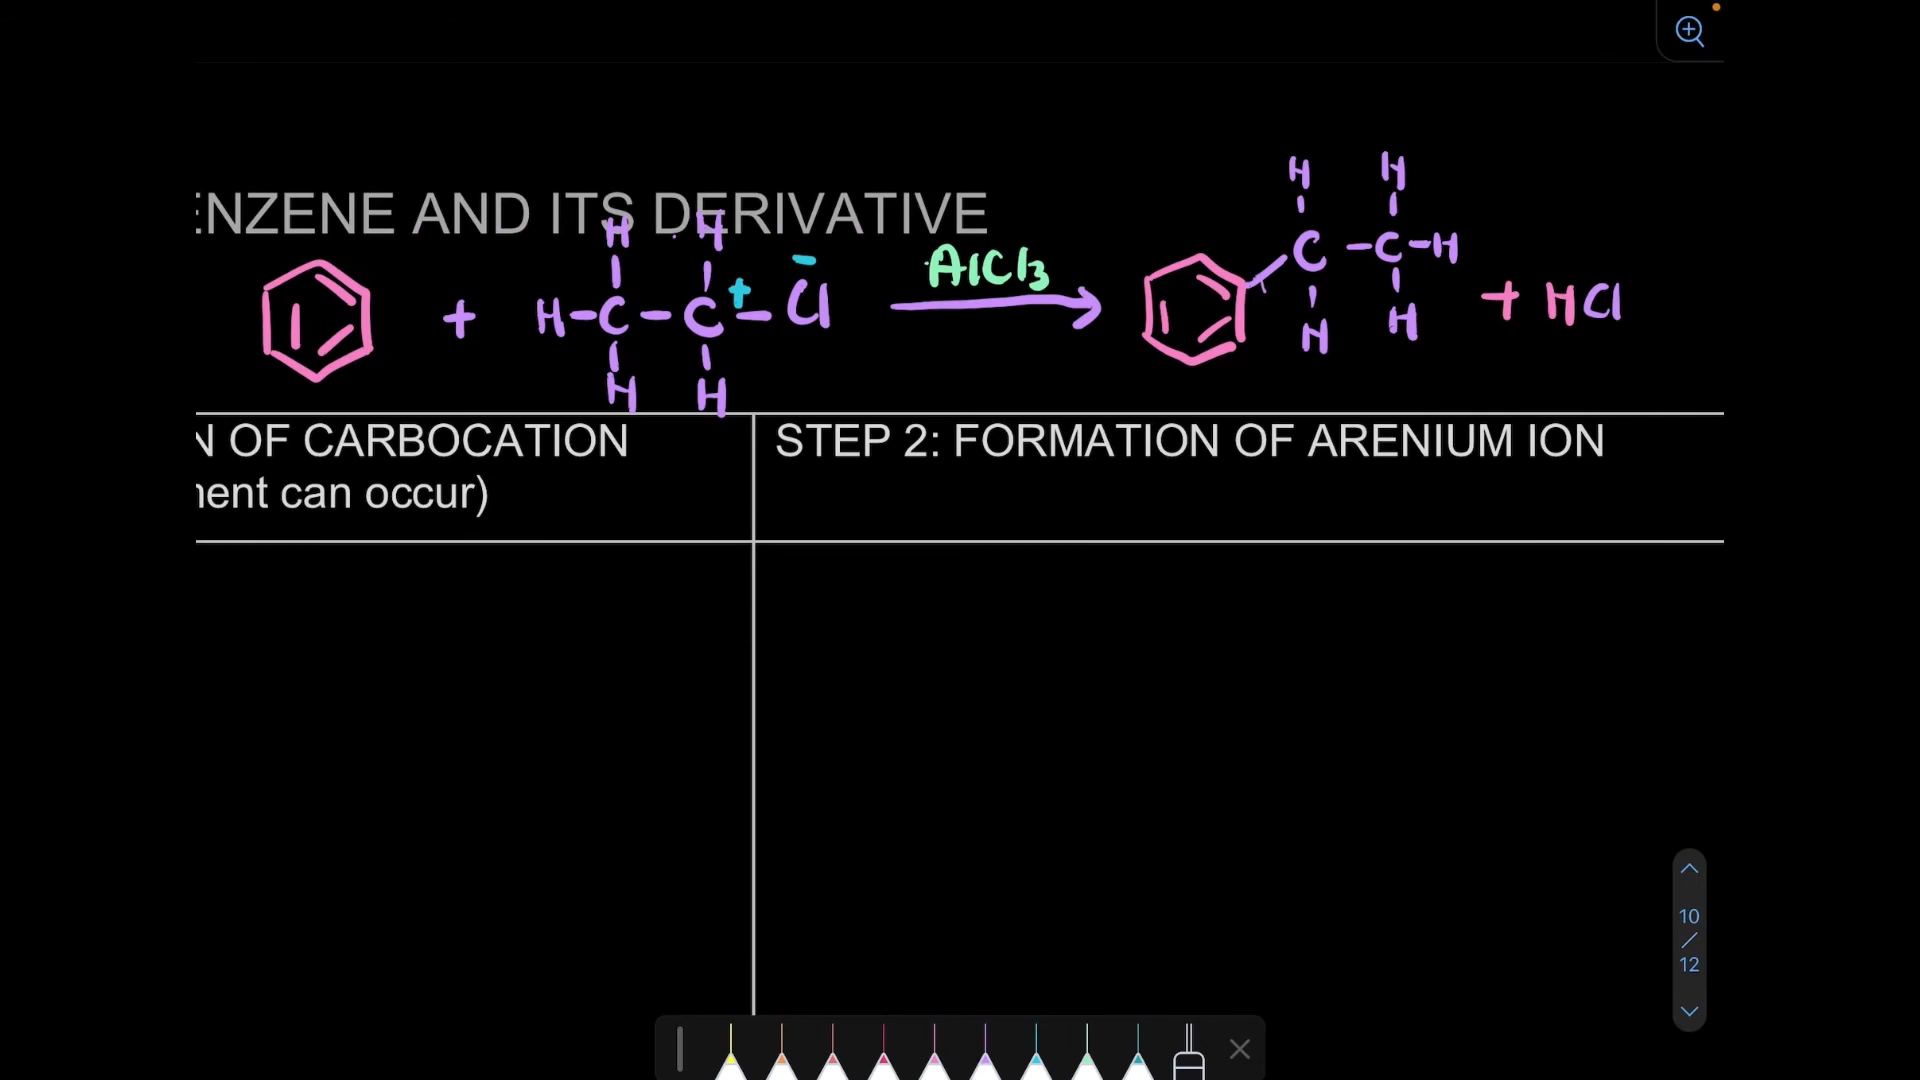 ENZENE AND ITS DERIVATIVE
H H
H H
+ H-C-C-Cl AlCl3 C-C-H + HCl
+ -
H H
H H
N OF CARBOCATION
nent can occur)
STEP 2: FORMATION OF ARENIUM ION
10
/
12